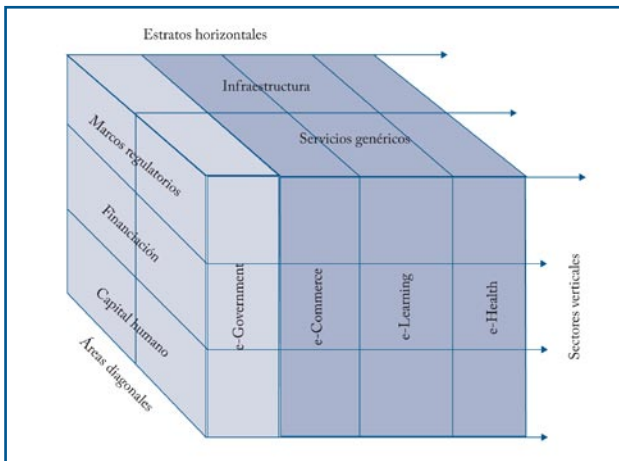 Estratos horizontales
Infraestructura
Servicios genéricos
Marcos regulatorios
Financiación
Capital humano
Áreas diagonales
e-Government
e-Commerce
e-Learning
e-Health
Sectores verticales